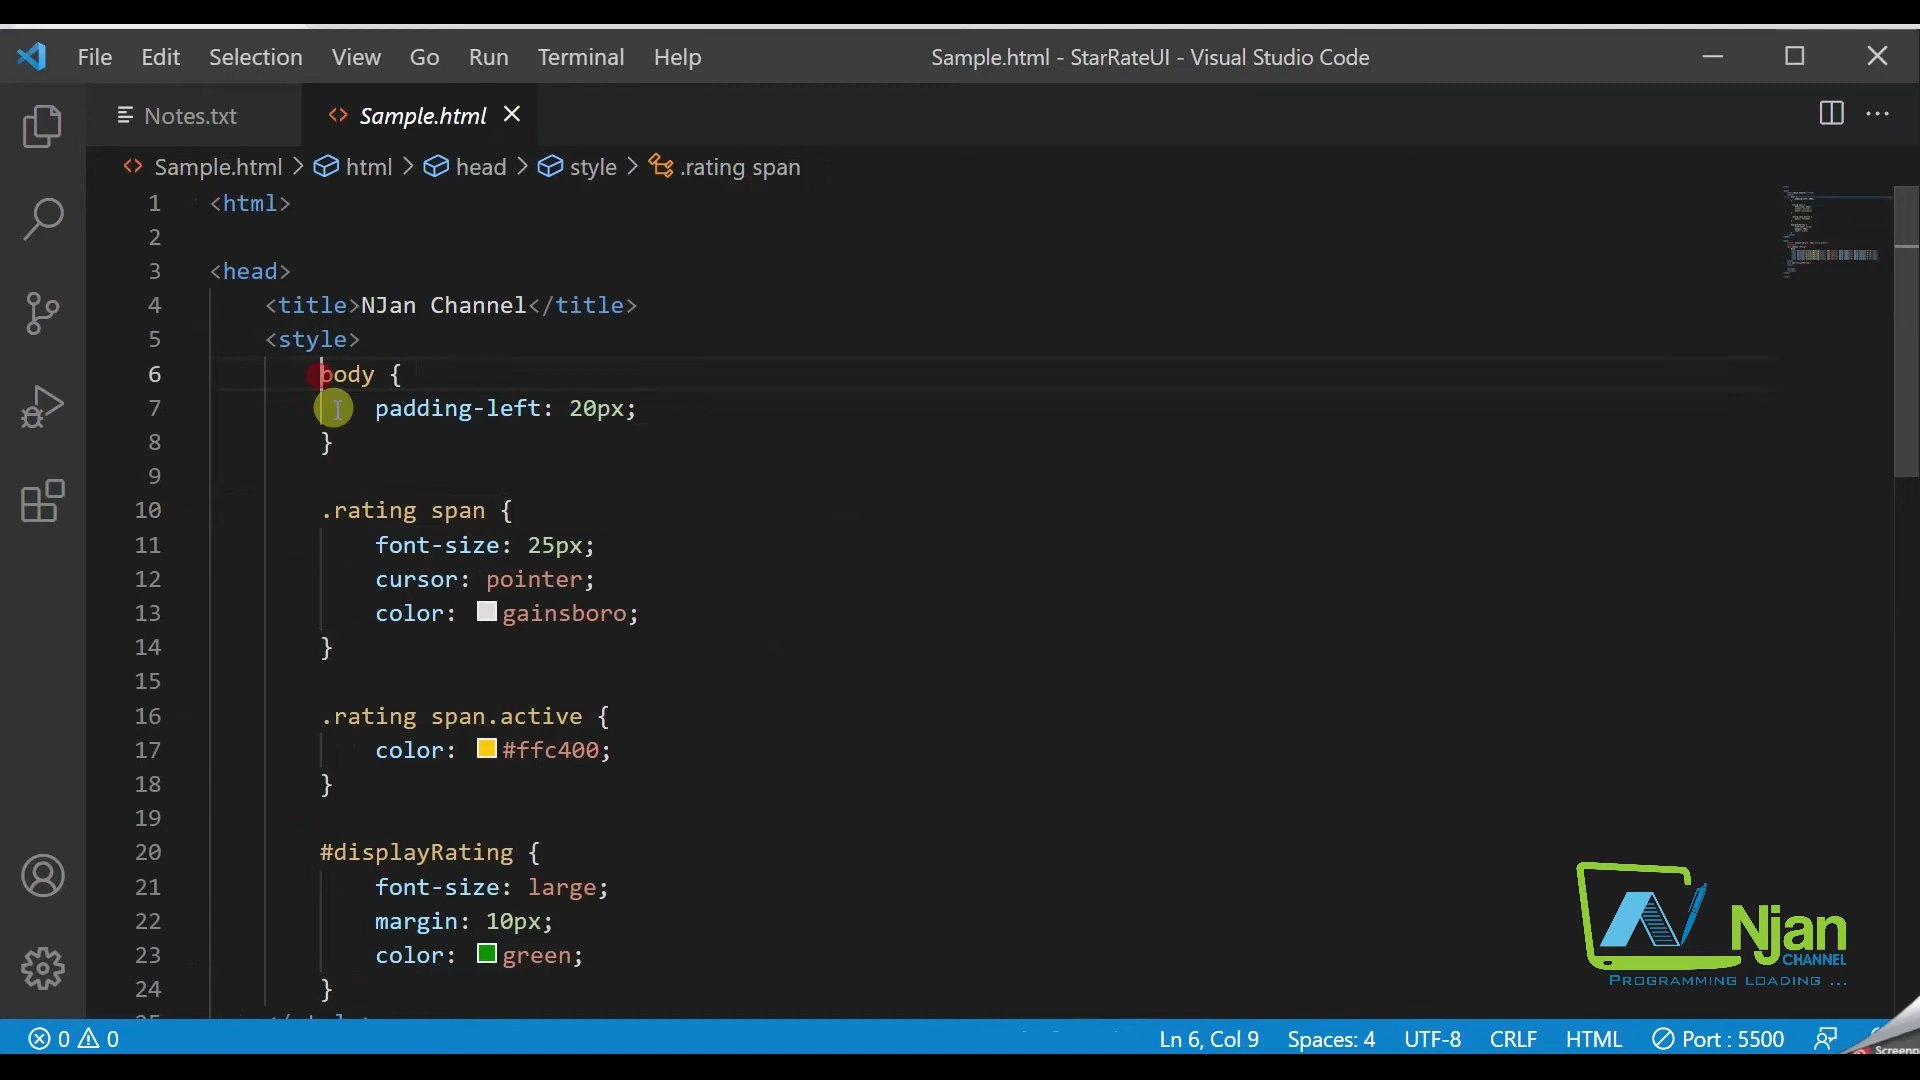 File Edit Selection View Go Run Terminal Help Sample.html - StarRateUI - Visual Studio Code
Notes.txt Sample.html
Sample.html > html > head > style > .rating span
1 <html>
2
3 <head>
4 <title>NJan Channel</title>
5 <style>
6 body {
7 padding-left: 20px;
8 }
9
10 .rating span {
11 font-size: 25px;
12 cursor: pointer;
13 color: gainsboro;
14 }
15
16 .rating span.active {
17 color: #ffc400;
18 }
19
20 #displayRating {
21 font-size: large;
22 margin: 10px;
23 color: green;
24 }
Njan
CHANNEL
PROGRAMMING LOADING ...
0 0 Ln 6, Col 9 Spaces: 4 UTF-8 CRLF HTML Port : 5500